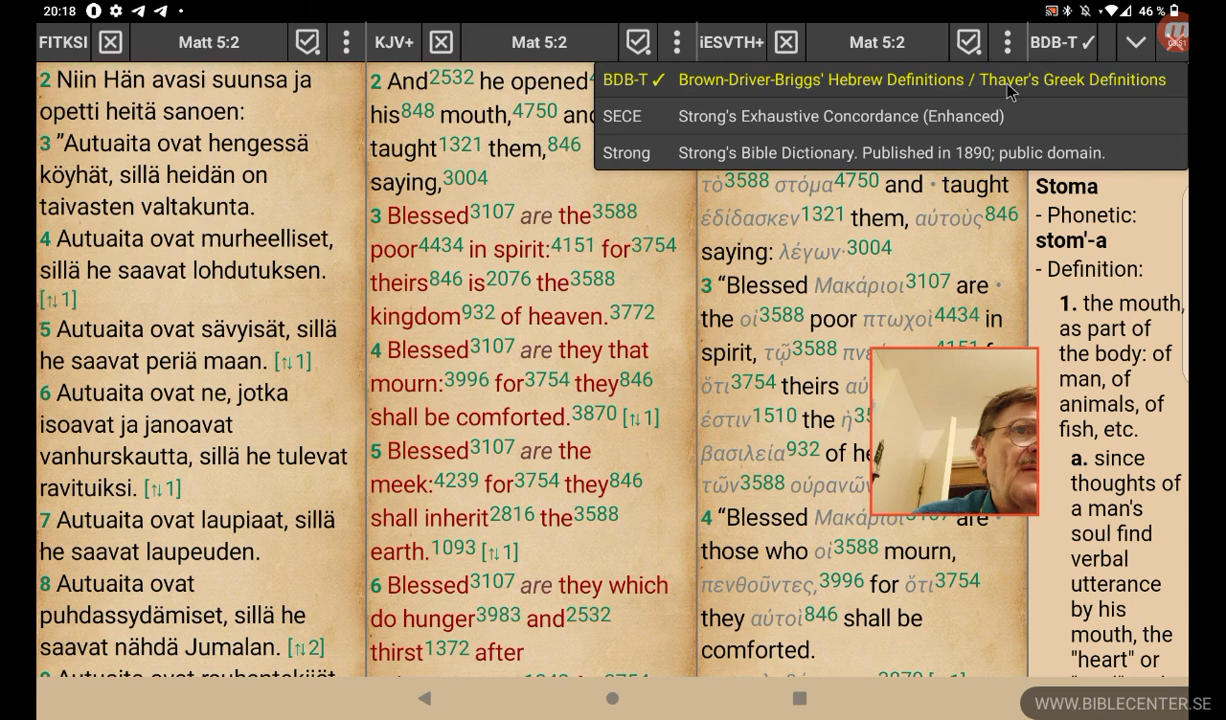 20:18
46 %
FITKSI Matt 5:2
KJV+ Mat 5:2
iESVTH+ Mat 5:2
BDB-T ✓
03:51
2 Niin Hän avasi suunsa ja
opetti heitä sanoen:
3 ”Autuaita ovat hengessä
köyhät, sillä heidän on
taivasten valtakunta.
4 Autuaita ovat murheelliset,
sillä he saavat lohdutuksen.
[↑↓1]
5 Autuaita ovat sävyisät, sillä
he saavat periä maan. [↑↓1]
6 Autuaita ovat ne, jotka
isoavat ja janoavat
vanhurskautta, sillä he tulevat
ravituiksi. [↑↓1]
7 Autuaita ovat laupiaat, sillä
he saavat laupeuden.
8 Autuaita ovat
puhdassydämiset, sillä he
saavat nähdä Jumalan. [↑↓2]
2 And2532 he opened
his848 mouth,4750 and
taught1321 them,846
saying,3004
3 Blessed3107 are the3588
poor4434 in spirit:4151 for3754
theirs846 is2076 the3588
kingdom932 of heaven.3772
4 Blessed3107 are they that
mourn:3996 for3754 they846
shall be comforted.3870 [↑↓1]
5 Blessed3107 are the
meek:4239 for3754 they846
shall inherit2816 the3588
earth.1093 [↑↓1]
6 Blessed3107 are they which
do hunger3983 and2532
thirst1372 after
BDB-T ✓ Brown-Driver-Briggs' Hebrew Definitions / Thayer's Greek Definitions
SECE Strong's Exhaustive Concordance (Enhanced)
Strong Strong's Bible Dictionary. Published in 1890; public domain.
τὸ3588 στόμα4750 and · taught
ἐδίδασκεν1321 them, αὐτοὺς846
saying: λέγων·3004
3 “Blessed Μακάριοι3107 are ·
the οἱ3588 poor πτωχοὶ4434 in
spirit, τῷ3588
ὅτι3754 theirs
ἐστιν1510 the ἡ
βασιλεία932 of
τῶν3588
4 “Blessed Μακάριοι3107 are ·
those who οἱ3588 mourn,
πενθοῦντες,3996 for ὅτι3754
they αὐτοὶ846 shall be
comforted.
Stoma
- Phonetic:
stom'-a
- Definition:
1. the mouth,
as part of
the body: of
man, of
animals, of
fish, etc.
a. since
thoughts of
a man's
soul find
verbal
utterance
by his
mouth, the
"heart" or
WWW.BIBLECENTER.SE